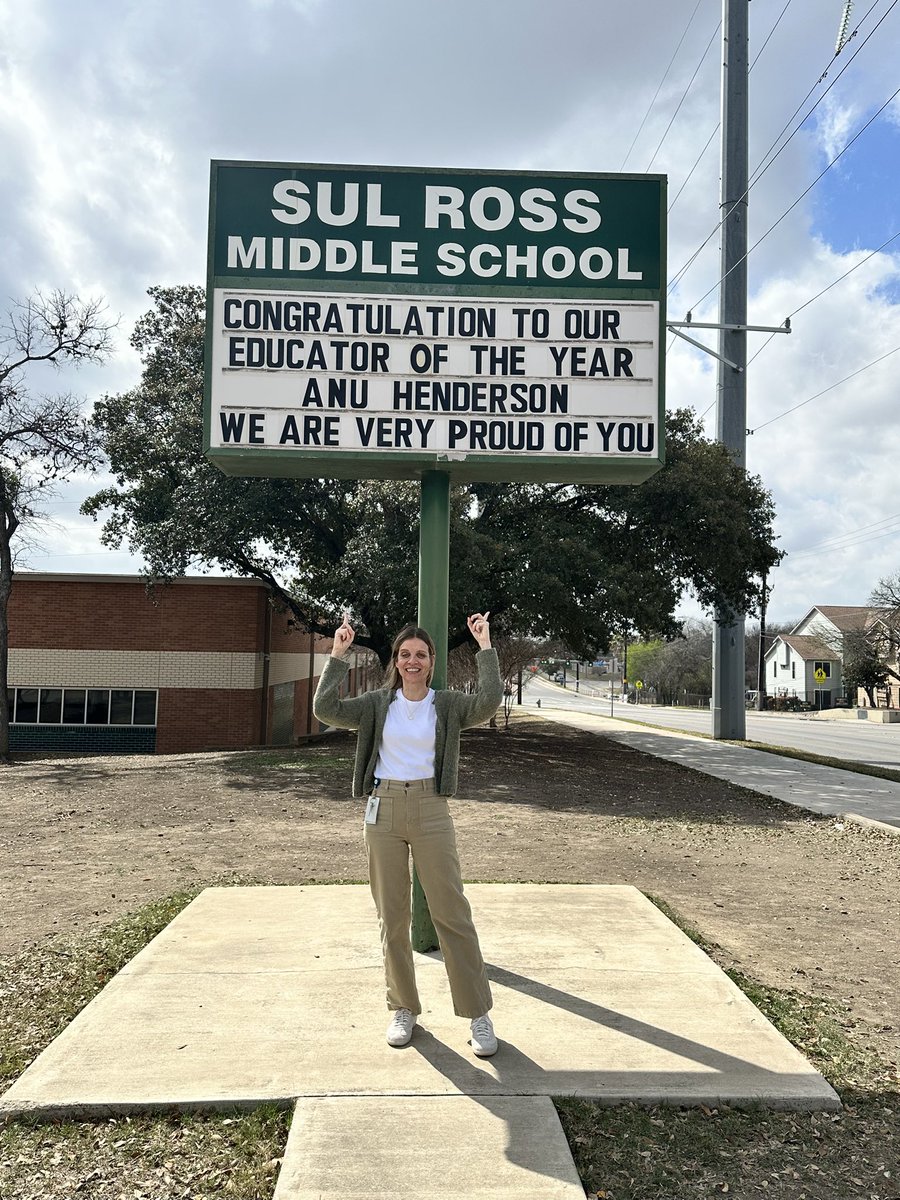 SUL ROSS
MIDDLE SCHOOL
CONGRATULATION TO OUR
EDUCATOR OF THE YEAR
ANU HENDERSON
WE ARE VERY PROUD OF YOU